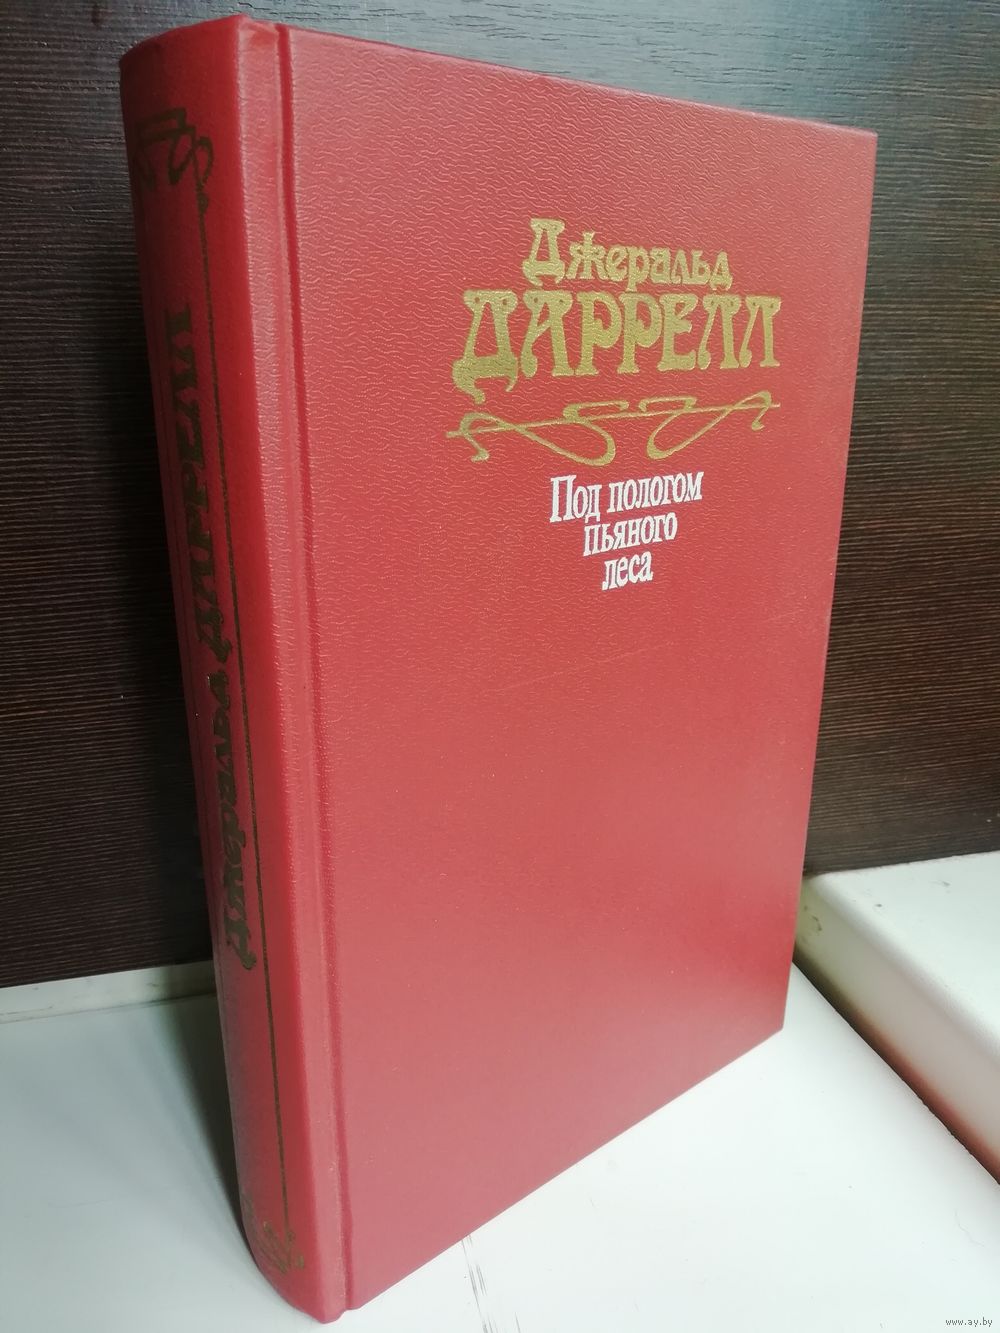 Джеральд
ДАРРЕЛЛ
Под пологом
пьяного
леса
Джеральд ДАРРЕЛЛ
www.ay.by